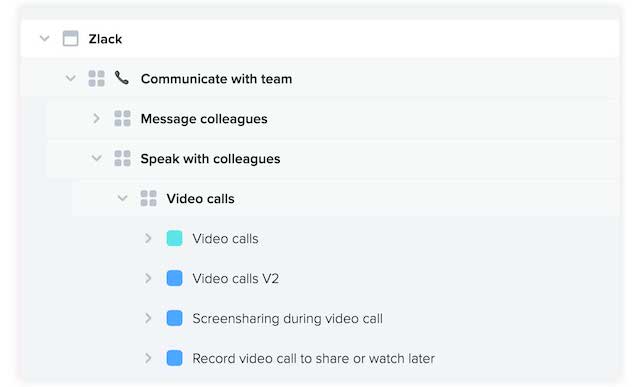 Zlack
Communicate with team
Message colleagues
Speak with colleagues
Video calls
Video calls
Video calls V2
Screensharing during video call
Record video call to share or watch later